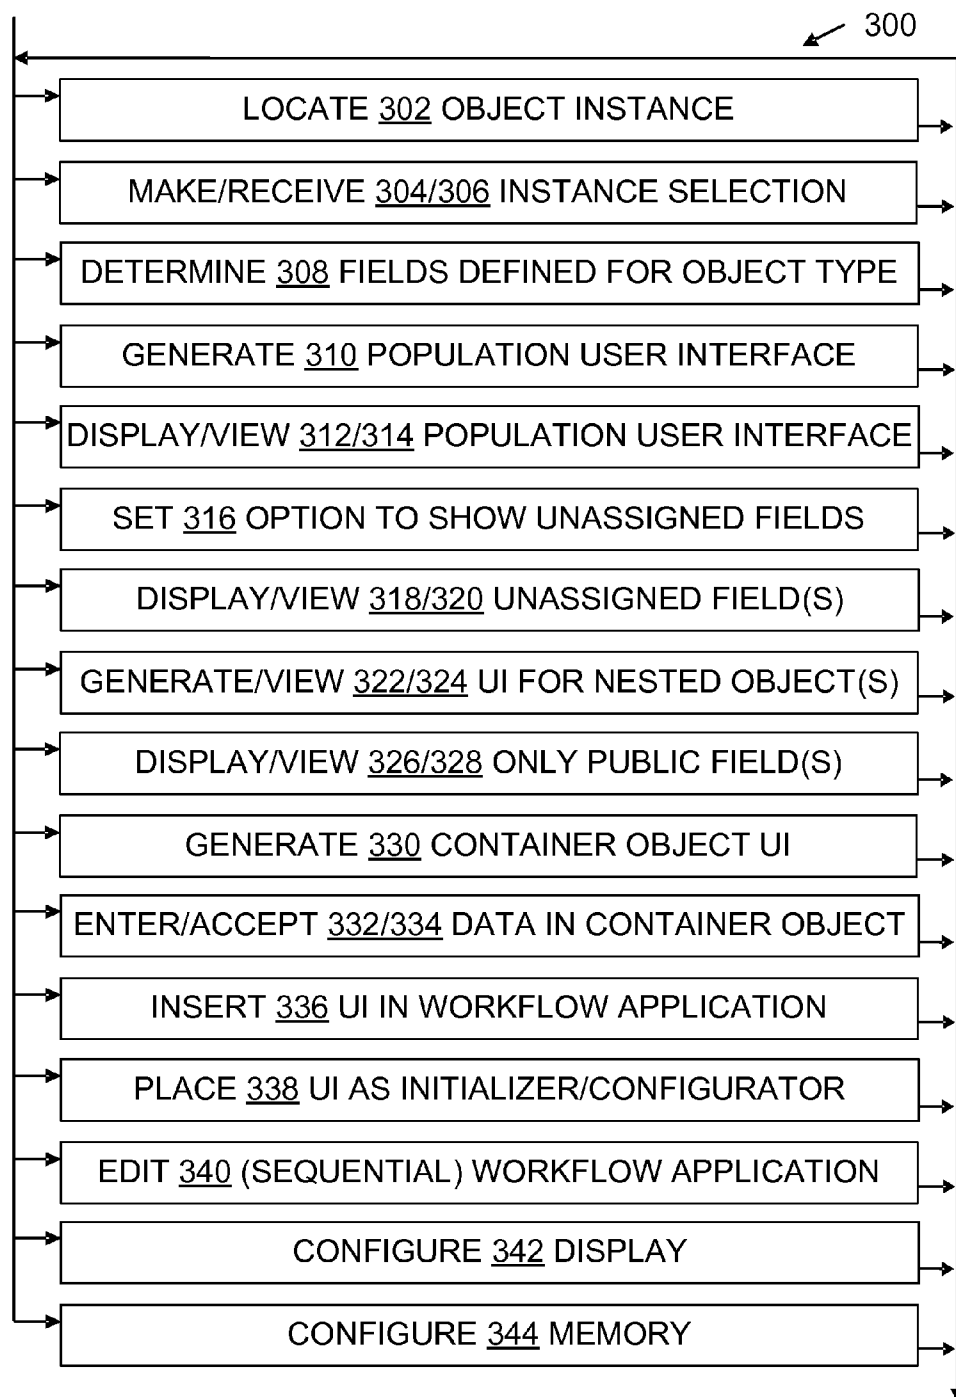 300
LOCATE 302 OBJECT INSTANCE
MAKE/RECEIVE 304/306 INSTANCE SELECTION
DETERMINE 308 FIELDS DEFINED FOR OBJECT TYPE
GENERATE 310 POPULATION USER INTERFACE
DISPLAY/VIEW 312/314 POPULATION USER INTERFACE
SET 316 OPTION TO SHOW UNASSIGNED FIELDS
DISPLAY/VIEW 318/320 UNASSIGNED FIELD(S)
GENERATE/VIEW 322/324 UI FOR NESTED OBJECT(S)
DISPLAY/VIEW 326/328 ONLY PUBLIC FIELD(S)
GENERATE 330 CONTAINER OBJECT UI
ENTER/ACCEPT 332/334 DATA IN CONTAINER OBJECT
INSERT 336 UI IN WORKFLOW APPLICATION
PLACE 338 UI AS INITIALIZER/CONFIGURATOR
EDIT 340 (SEQUENTIAL) WORKFLOW APPLICATION
CONFIGURE 342 DISPLAY
CONFIGURE 344 MEMORY